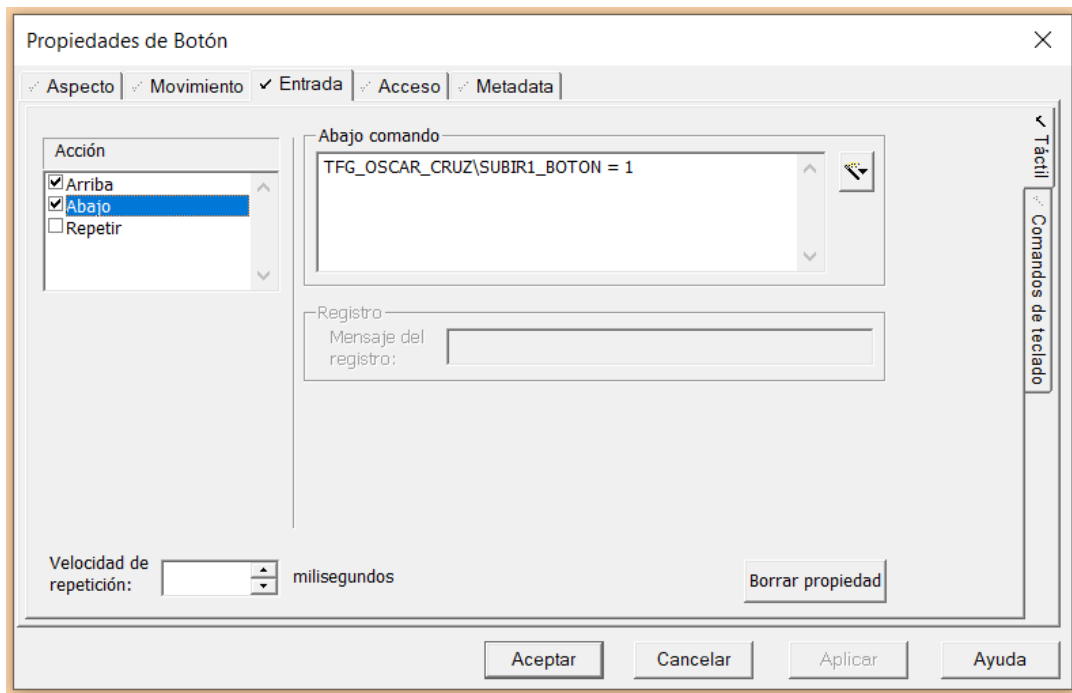 Propiedades de Botón
Aspecto Movimiento Entrada Acceso Metadata
Acción
Arriba
Abajo
Repetir
Abajo comando
TFG_OSCAR_CRUZ\SUBIR1_BOTON = 1
Registro
Mensaje del
registro:
Táctil
Comandos de teclado
Velocidad de
repetición:
milisegundos
Borrar propiedad
Aceptar Cancelar Aplicar Ayuda